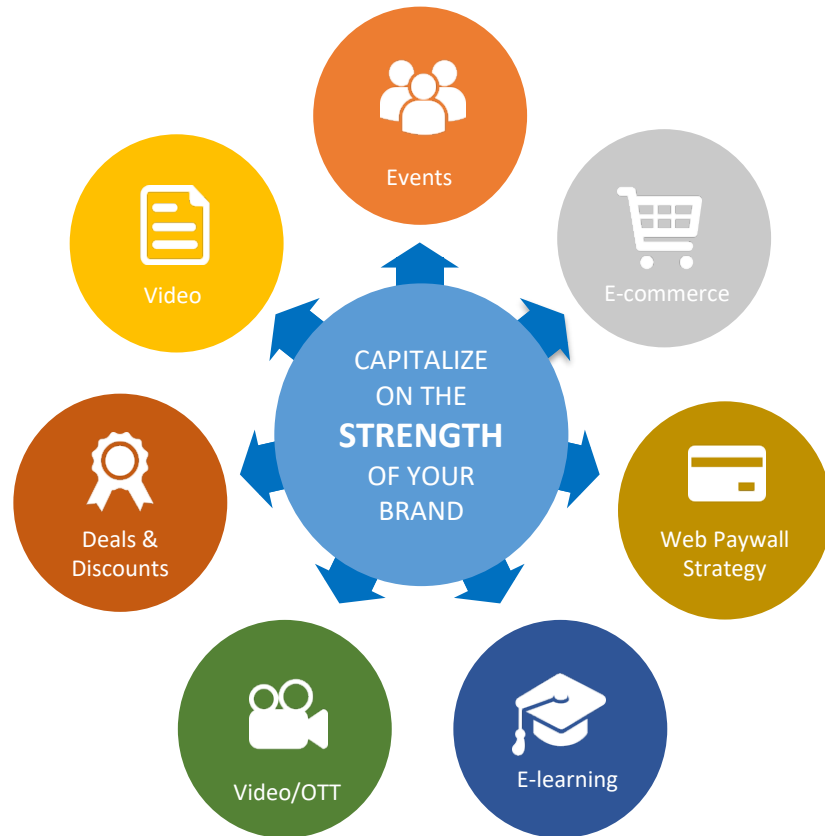 Events
E-commerce
Video
CAPITALIZE
ON THE
STRENGTH
OF YOUR
BRAND
Deals &
Discounts
Web Paywall
Strategy
Video/OTT
E-learning